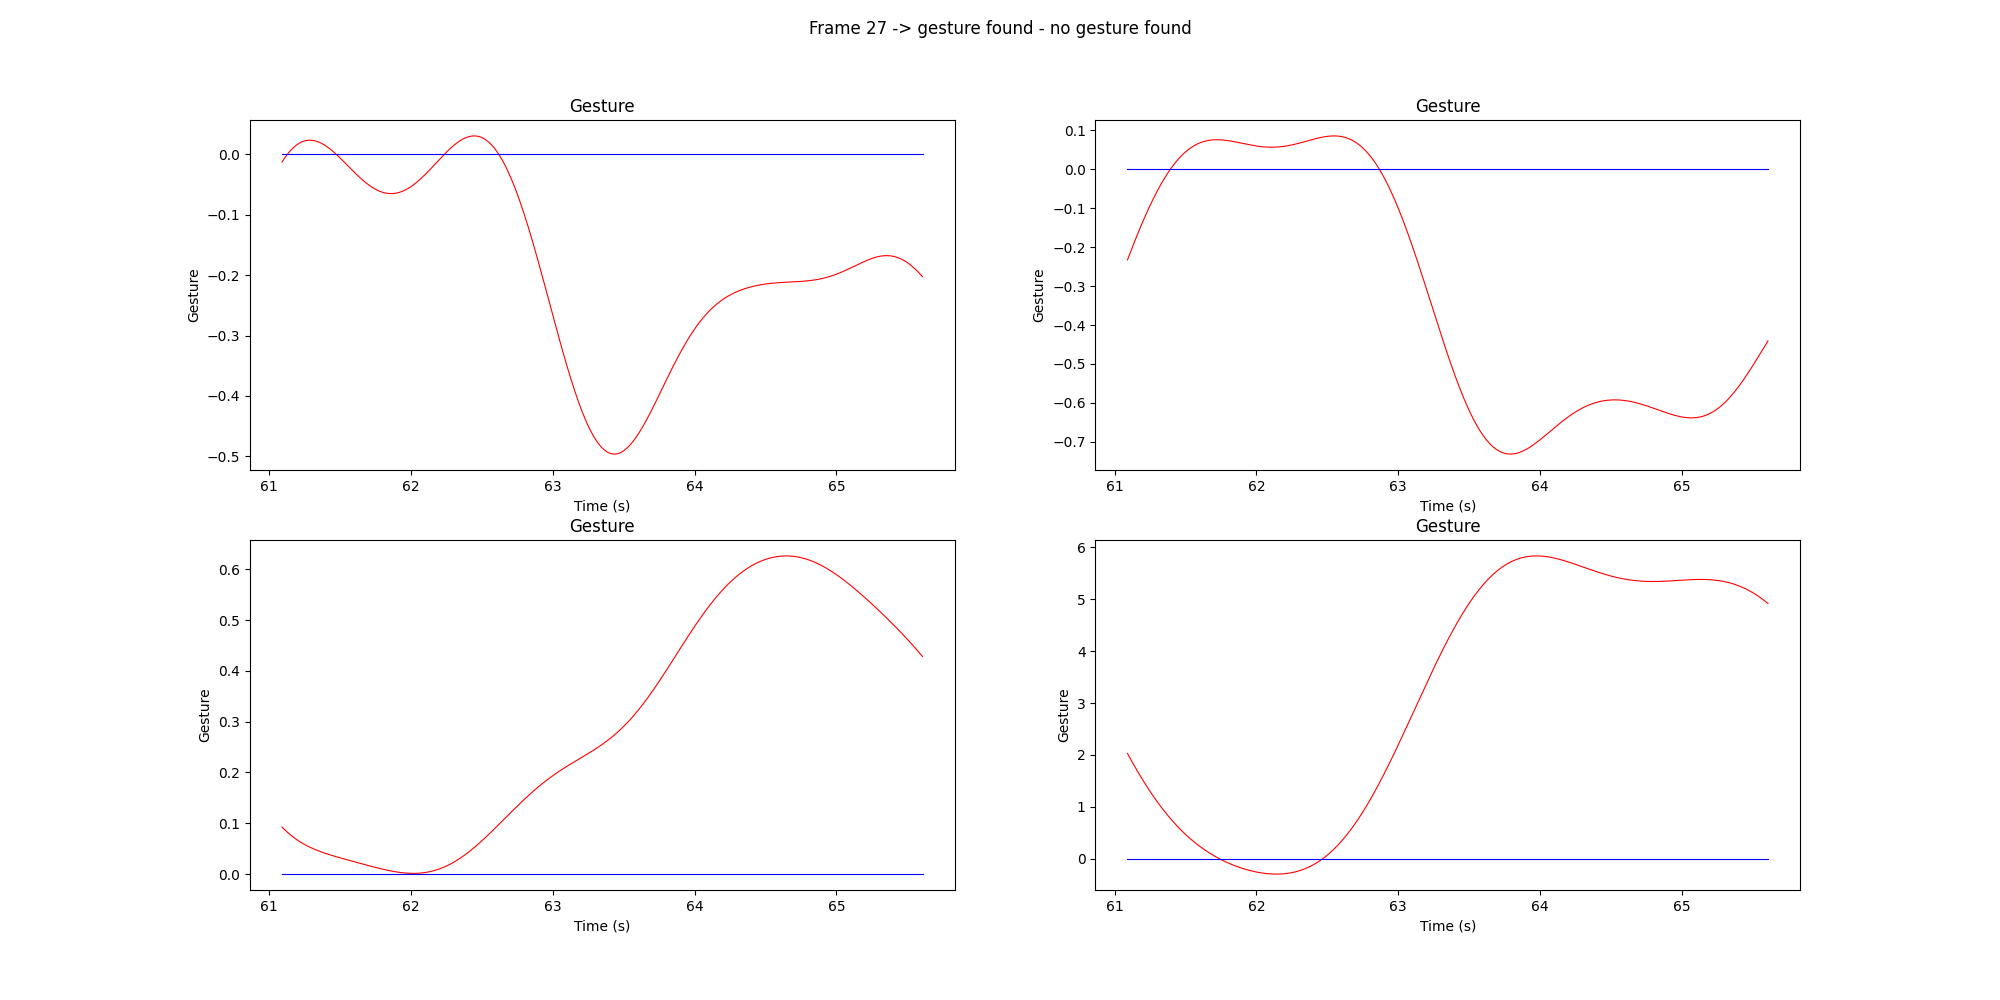 Frame 27 -> gesture found - no gesture found
Gesture
Gesture
0.0
−0.1
−0.2
−0.3
−0.4
−0.5
61 62 63 64 65
Time (s)
Gesture
Gesture
0.1
0.0
−0.1
−0.2
−0.3
−0.4
−0.5
−0.6
−0.7
61 62 63 64 65
Time (s)
Gesture
Gesture
0.6
0.5
0.4
0.3
0.2
0.1
0.0
61 62 63 64 65
Time (s)
Gesture
Gesture
6
5
4
3
2
1
0
61 62 63 64 65
Time (s)